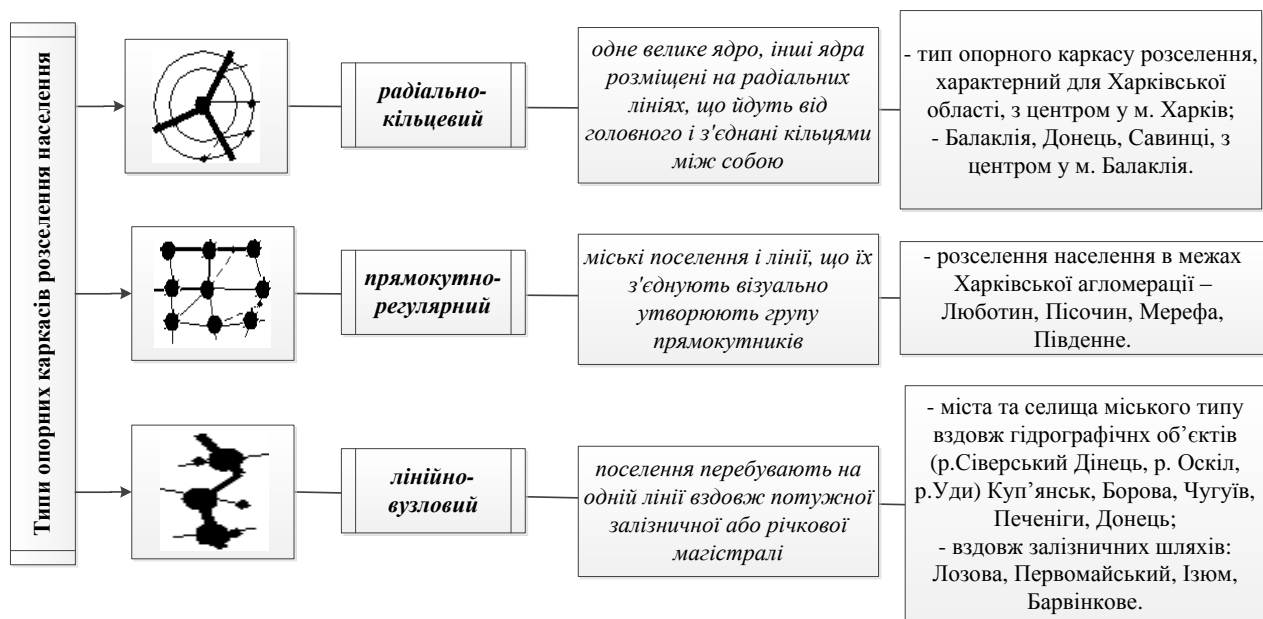 Типи опорних каркасів розселення населення
радіально-
кільцевий
одне велике ядро, інші ядра
розміщені на радіальних
лініях, що йдуть від
головного і з'єднані кільцями
між собою
- тип опорного каркасу розселення,
характерний для Харківської
області, з центром у м. Харків;
- Балаклія, Донець, Савинці, з
центром у м. Балаклія.
прямокутно-
регулярний
міські поселення і лінії, що їх
з'єднують візуально
утворюють групу
прямокутників
- розселення населення в межах
Харківської агломерації –
Люботин, Пісочин, Мерефа,
Південне.
лінійно-
вузловий
поселення перебувають на
одній лінії вздовж потужної
залізничної або річкової
магістралі
- міста та селища міського типу
вздовж гідрографічнх об’єктів
(р.Сіверський Дінець, р. Оскіл,
р.Уди) Куп’янськ, Борова, Чугуїв,
Печеніги, Донець;
- вздовж залізничних шляхів:
Лозова, Первомайський, Ізюм,
Барвінкове.